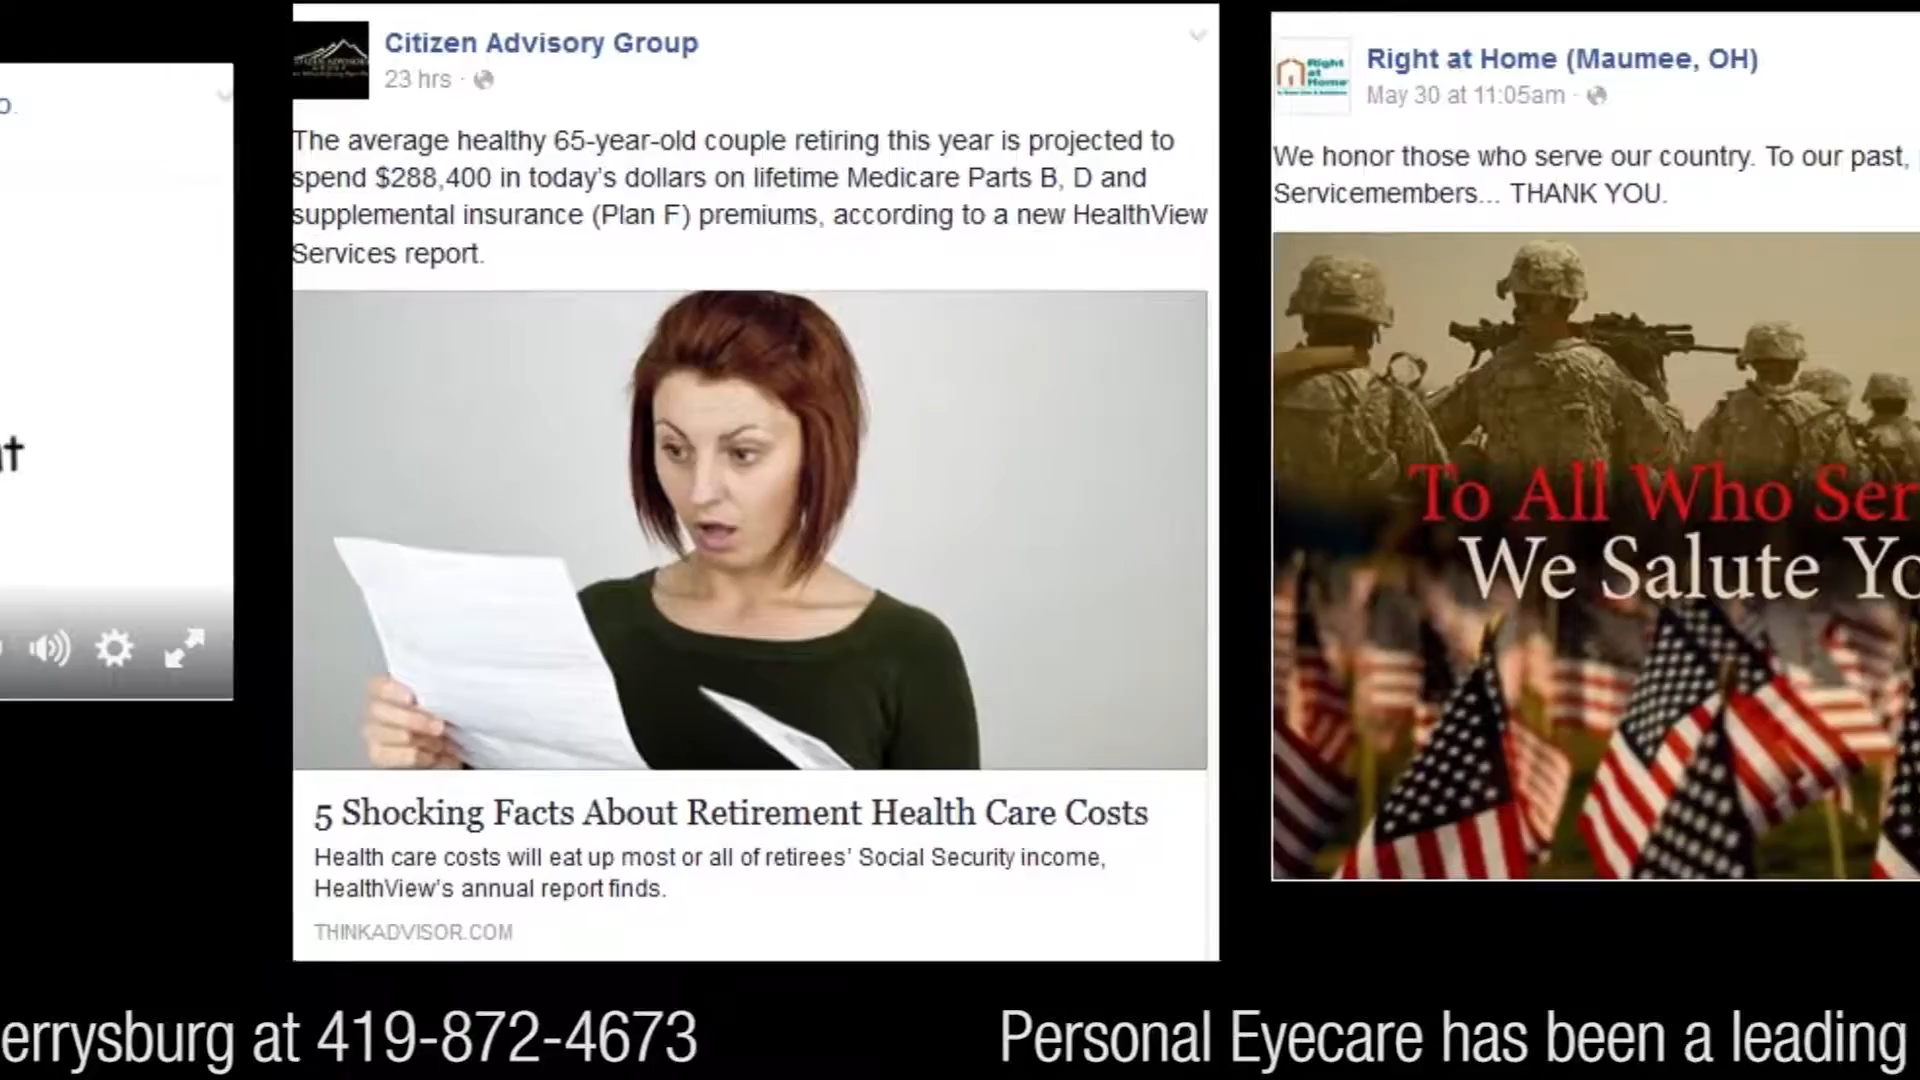 o.
at
Citizen Advisory Group
23 hrs ·
The average healthy 65-year-old couple retiring this year is projected to
spend $288,400 in today's dollars on lifetime Medicare Parts B, D and
supplemental insurance (Plan F) premiums, according to a new HealthView
Services report.
5 Shocking Facts About Retirement Health Care Costs
Health care costs will eat up most or all of retirees' Social Security income,
HealthView's annual report finds.
THINKADVISOR.COM
Right at Home (Maumee, OH)
Right
at
Home
May 30 at 11:05am ·
We honor those who serve our country. To our past,
Servicemembers... THANK YOU.
To All Who Ser
We Salute Yo
errysburg at 419-872-4673
Personal Eyecare has been a leading